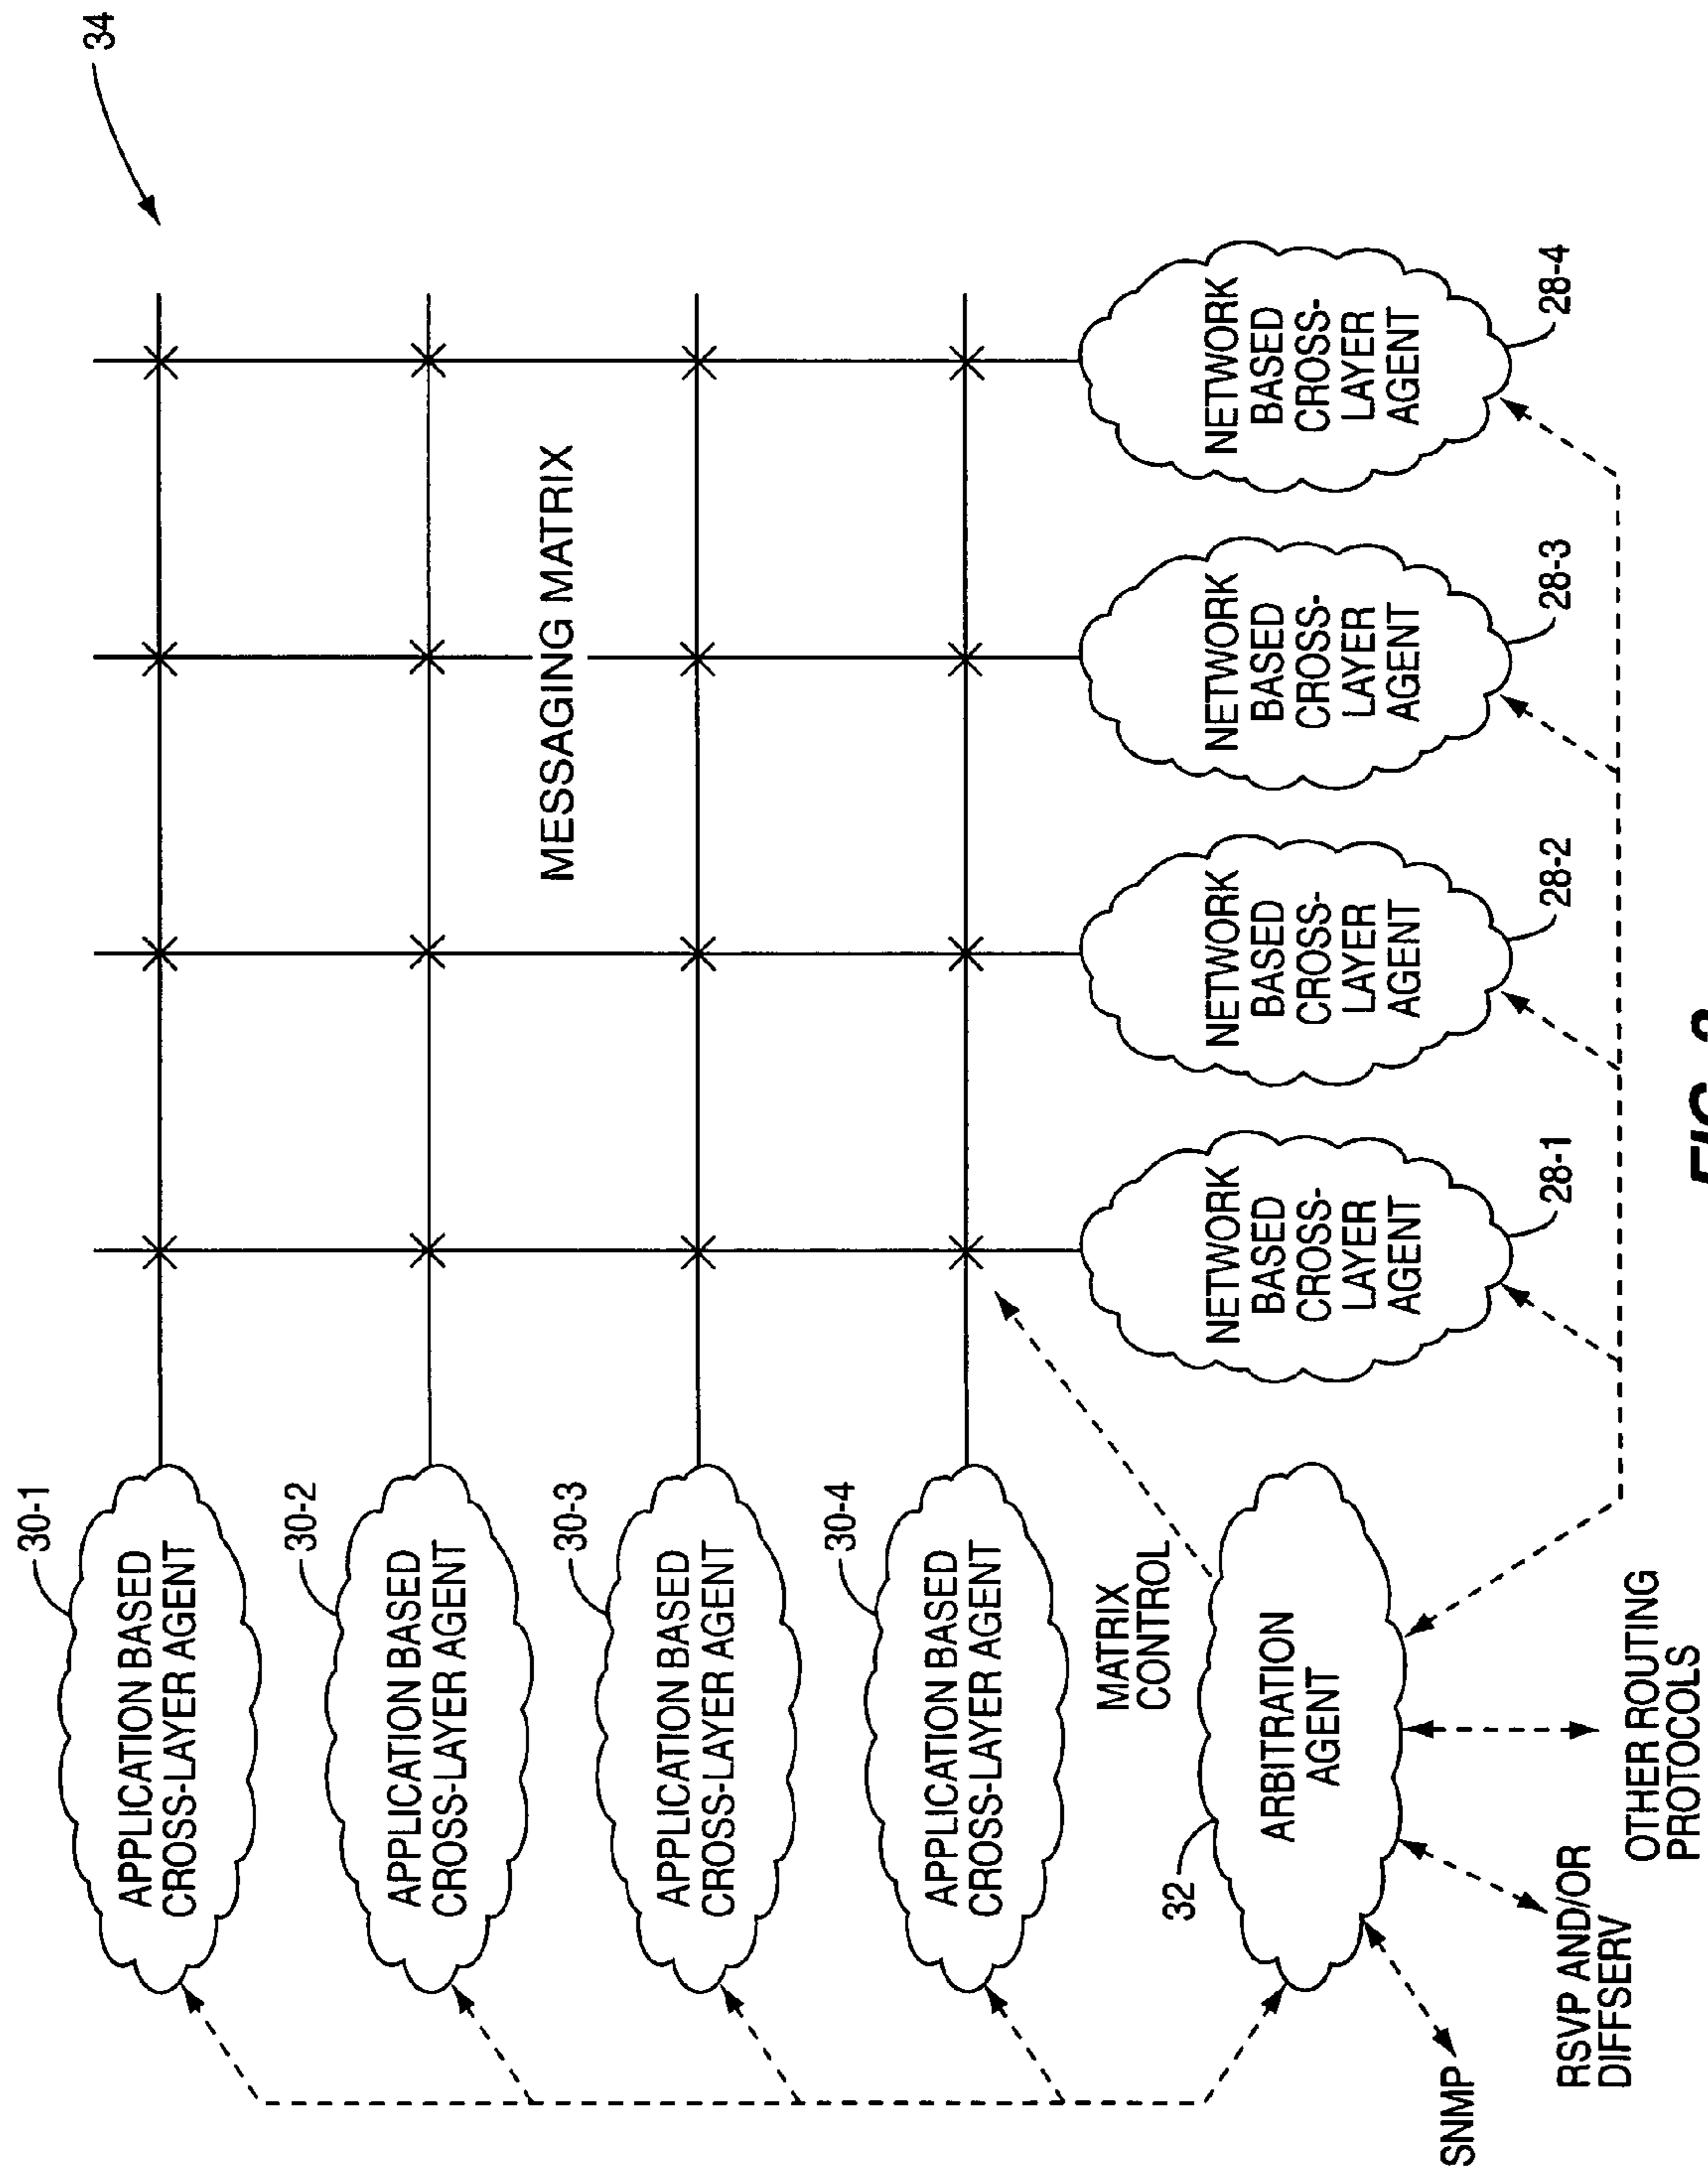 30-1
34
APPLICATION BASED
CROSS-LAYER AGENT
30-2
APPLICATION BASED
CROSS-LAYER AGENT
MESSAGING MATRIX
30-3
APPLICATION BASED
CROSS-LAYER AGENT
30-4
APPLICATION BASED
CROSS-LAYER AGENT
MATRIX
CONTROL
32
ARBITRATION
AGENT
NETWORK
BASED
CROSS-
LAYER
AGENT
28-1
NETWORK
BASED
CROSS-
LAYER
AGENT
28-2
NETWORK
BASED
CROSS-
LAYER
AGENT
28-3
NETWORK
BASED
CROSS-
LAYER
AGENT
28-4
SNMP
RSVP AND/OR
DIFFSERV
OTHER ROUTING
PROTOCOLS
FIG.